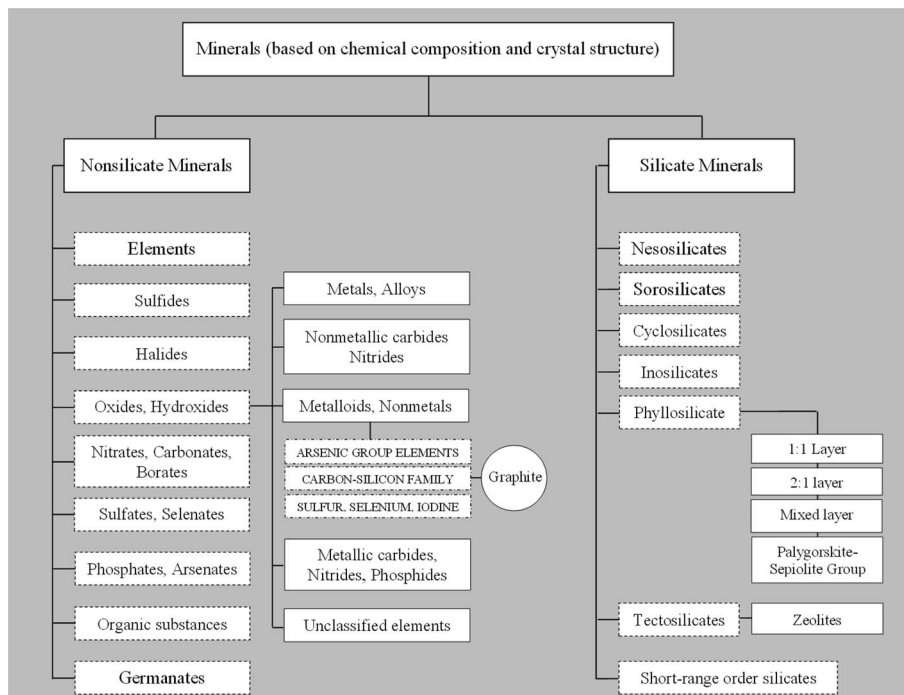 Minerals (based on chemical composition and crystal structure)
Nonsilicate Minerals
Elements
Sulfides
Halides
Oxides, Hydroxides
Nitrates, Carbonates,
Borates
Sulfates, Selenates
Phosphates, Arsenates
Organic substances
Germanates
Metals, Alloys
Nonmetallic carbides
Nitrides
Metalloids, Nonmetals
ARSENIC GROUP ELEMENTS
CARBON-SILICON FAMILY
SULFUR, SELENIUM, IODINE
Graphite
Metallic carbides,
Nitrides, Phosphides
Unclassified elements
Silicate Minerals
Nesosilicates
Sorosilicates
Cyclosilicates
Inosilicates
Phyllosilicate
1:1 Layer
2:1 layer
Mixed layer
Palygorskite-
Sepiolite Group
Tectosilicates
Zeolites
Short-range order silicates